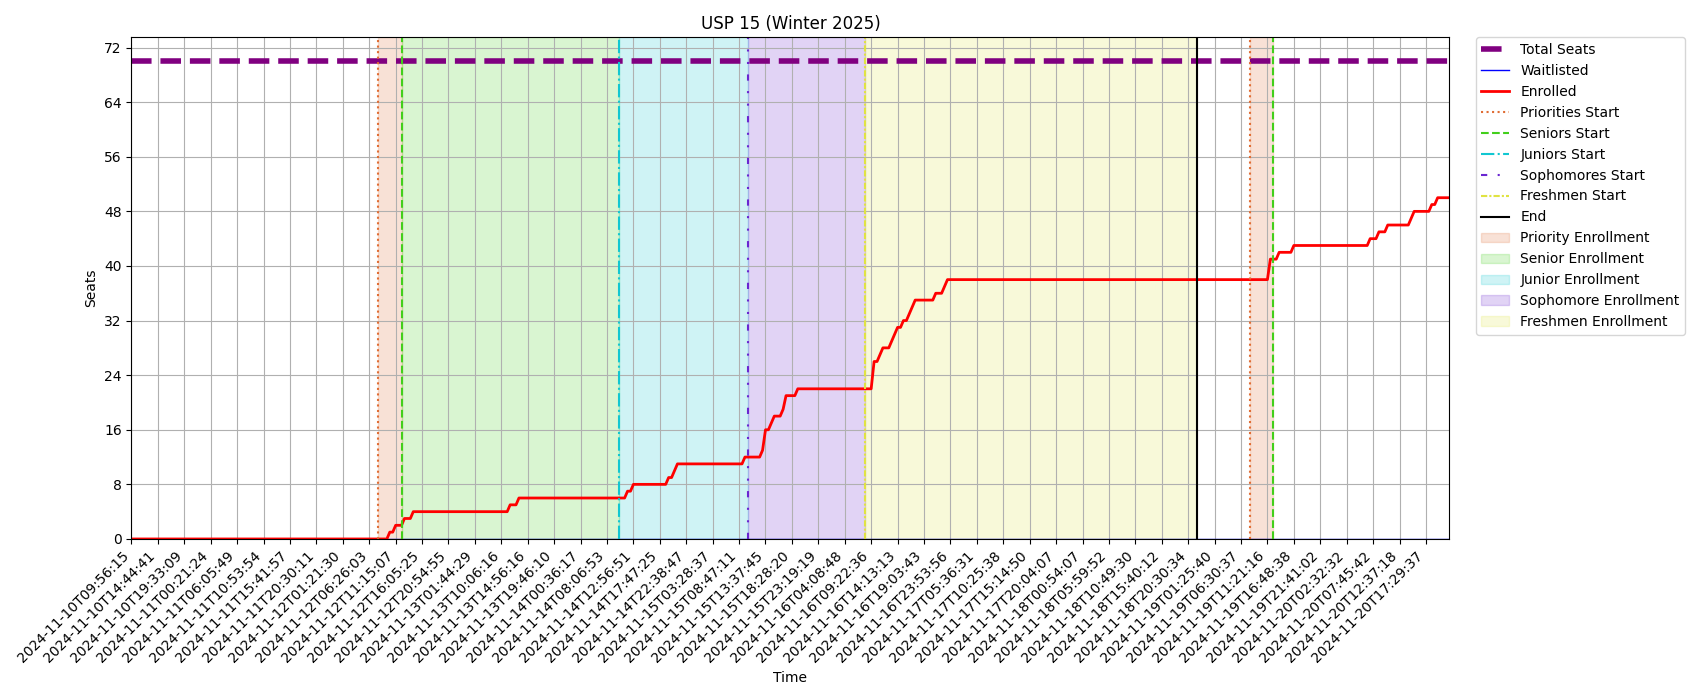 USP 15 (Winter 2025)
72
64
56
48
40
32
24
16
8
0
Seats
2024-11-10T09:56:15
2024-11-10T14:44:41
2024-11-10T19:33:09
2024-11-11T00:21:24
2024-11-11T06:05:49
2024-11-11T10:53:54
2024-11-11T15:41:57
2024-11-11T20:30:11
2024-11-12T01:21:30
2024-11-12T06:26:03
2024-11-12T11:15:07
2024-11-12T16:05:25
2024-11-12T20:54:55
2024-11-13T01:44:29
2024-11-13T10:06:16
2024-11-13T14:56:16
2024-11-13T19:46:10
2024-11-14T00:36:17
2024-11-14T08:06:53
2024-11-14T12:56:51
2024-11-14T17:47:25
2024-11-14T22:38:47
2024-11-15T03:28:37
2024-11-15T08:47:11
2024-11-15T13:37:45
2024-11-15T18:28:20
2024-11-15T23:19:19
2024-11-16T04:08:48
2024-11-16T09:22:36
2024-11-16T14:13:13
2024-11-16T19:03:43
2024-11-16T23:53:56
2024-11-17T05:36:31
2024-11-17T10:25:38
2024-11-17T15:14:50
2024-11-17T20:04:07
2024-11-18T00:54:07
2024-11-18T05:59:52
2024-11-18T10:49:30
2024-11-18T15:40:12
2024-11-18T20:30:34
2024-11-19T01:25:40
2024-11-19T06:30:37
2024-11-19T11:21:16
2024-11-19T16:48:38
2024-11-19T21:41:02
2024-11-20T02:32:32
2024-11-20T07:45:42
2024-11-20T12:37:18
2024-11-20T17:29:37
Time
Total Seats
Waitlisted
Enrolled
Priorities Start
Seniors Start
Juniors Start
Sophomores Start
Freshmen Start
End
Priority Enrollment
Senior Enrollment
Junior Enrollment
Sophomore Enrollment
Freshmen Enrollment